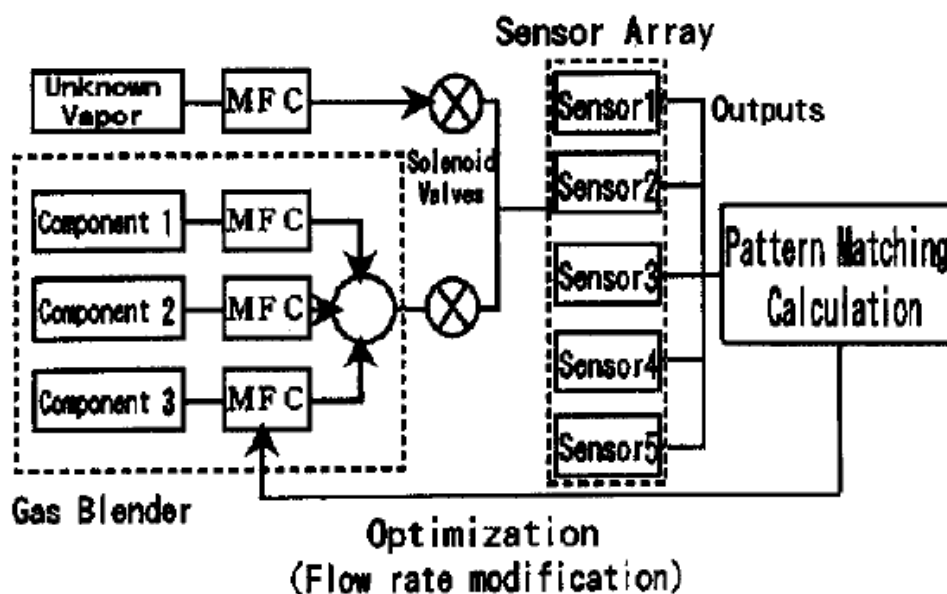 Sensor Array
Unknown
Vapor
MFC
Sensor1
Outputs
Solenoid
Valves
Sensor2
Component 1
MFC
Sensor3
Pattern Matching
Calculation
Component 2
MFC
Sensor4
Component 3
MFC
Sensor5
Gas Blender
Optimization
(Flow rate modification)